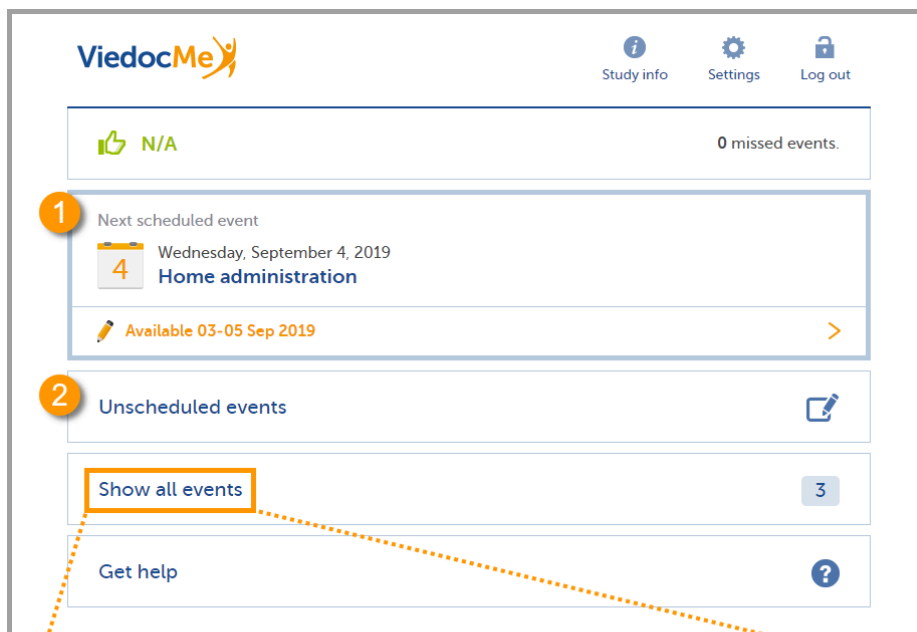 ViedocMe
Study info
Settings
Log out
N/A
0 missed events.
1
Next scheduled event
4
Wednesday, September 4, 2019
Home administration
Available 03-05 Sep 2019
2
Unscheduled events
Show all events
3
Get help
?